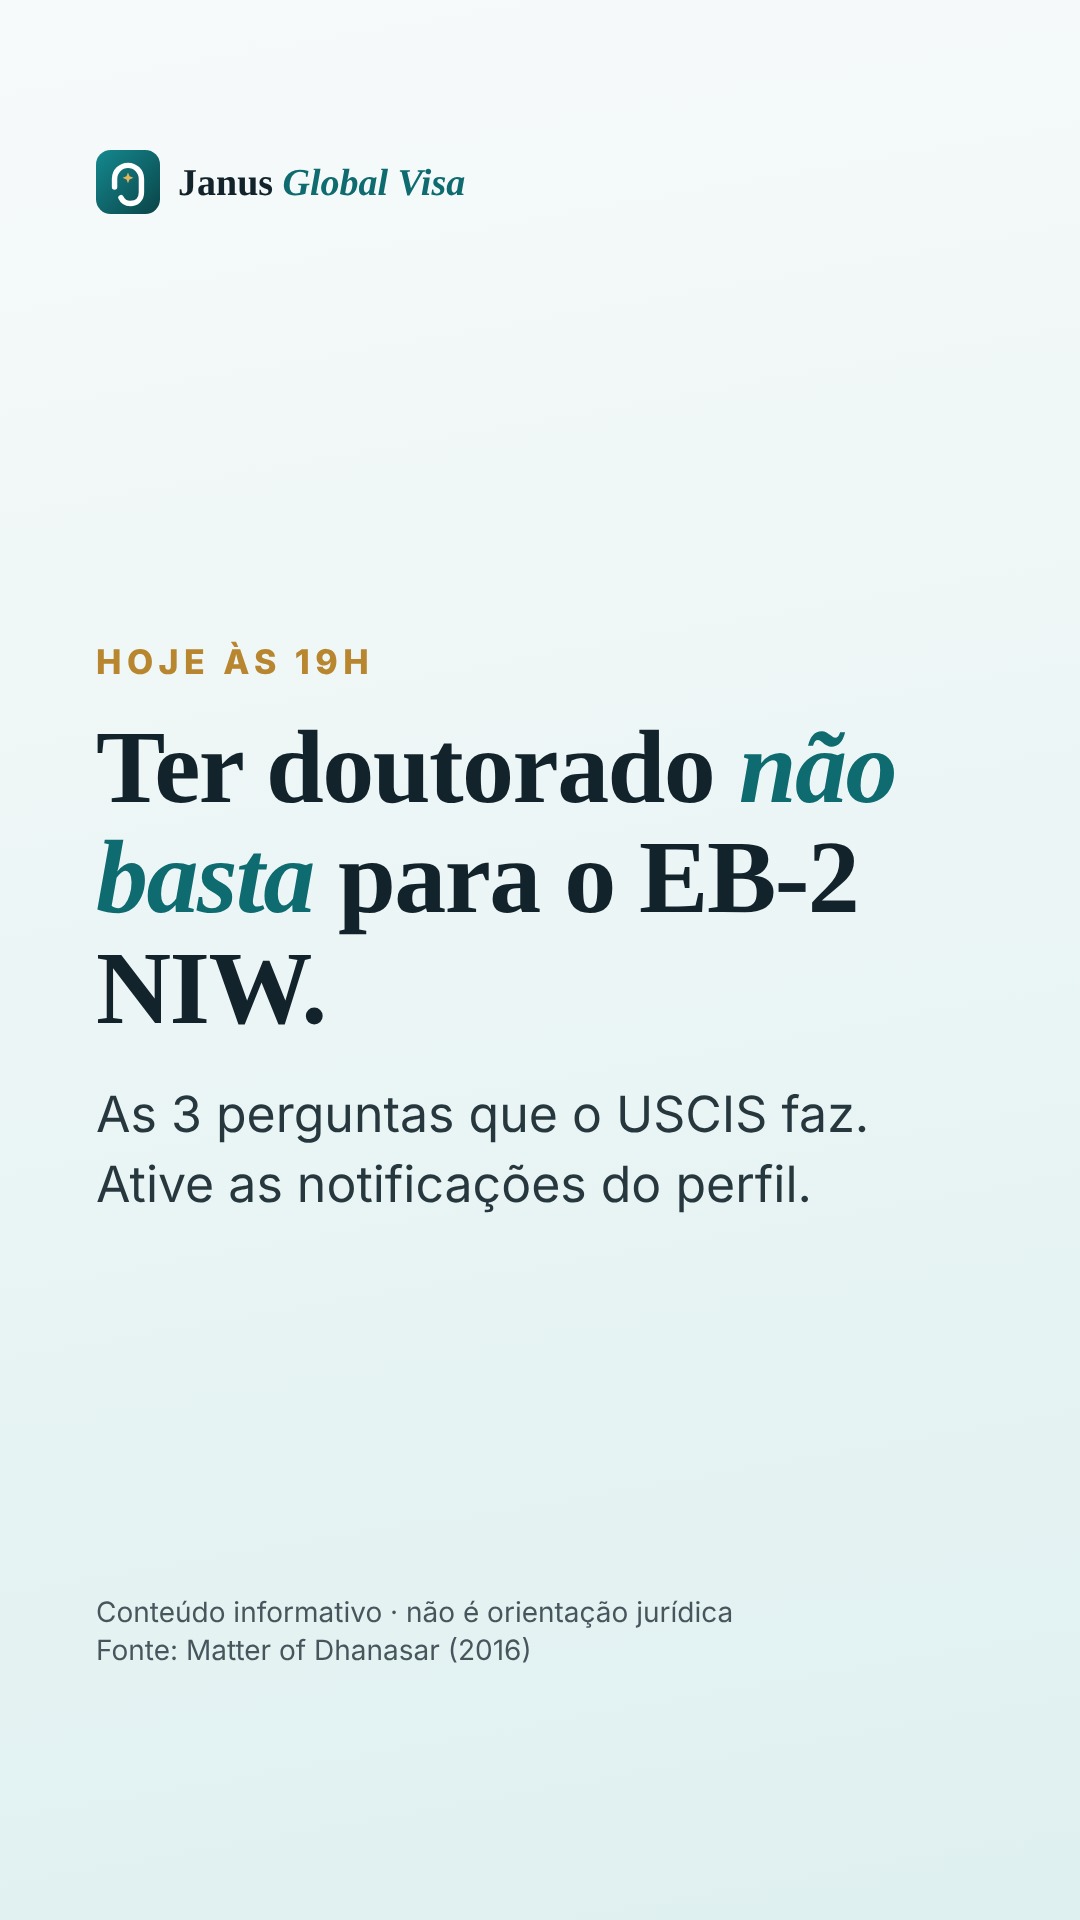 Janus Global Visa
HOJE ÀS 19H
Ter doutorado não
basta para o EB-2
NIW.
As 3 perguntas que o USCIS faz.
Ative as notificações do perfil.
Conteúdo informativo · não é orientação jurídica
Fonte: Matter of Dhanasar (2016)